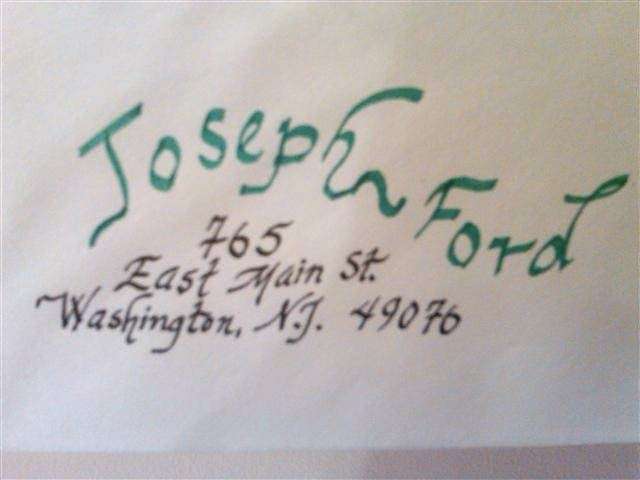 Joseph Ford
765
East Main St.
Washington, N.J. 49076